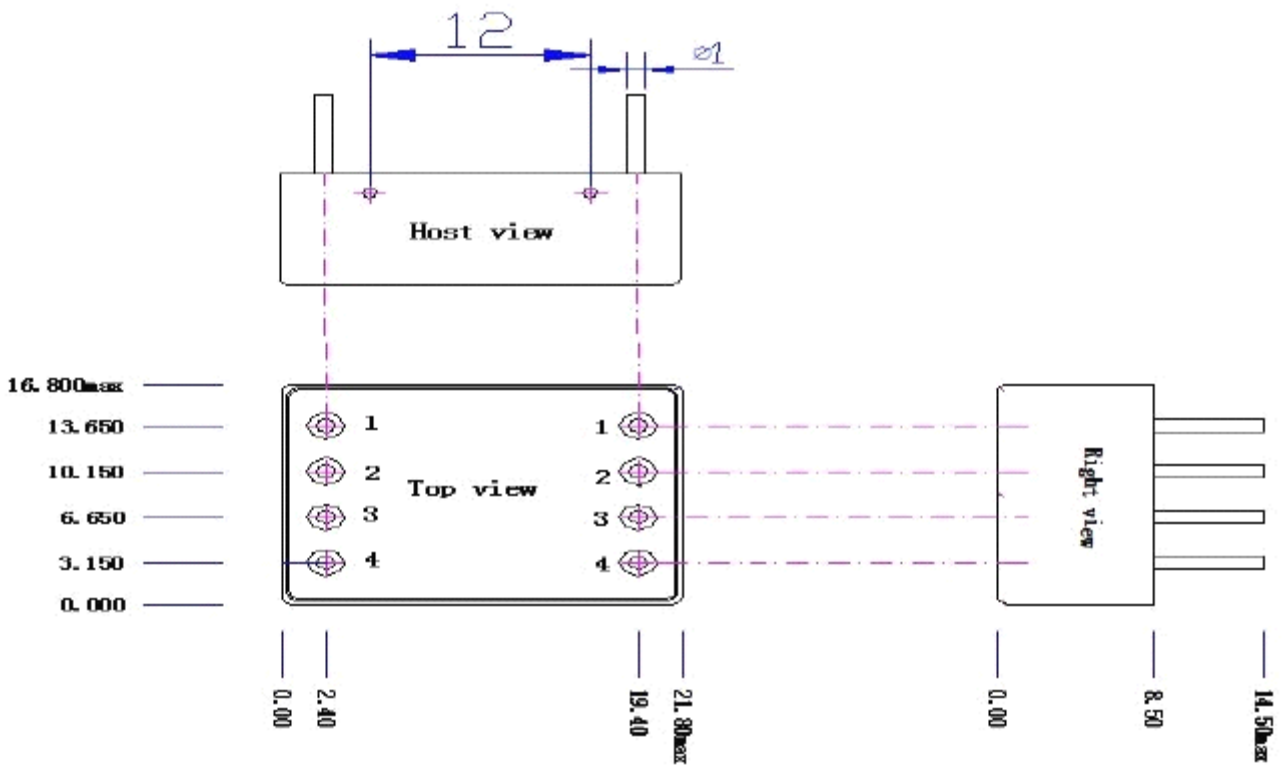 12
ø1
Host view
16.800max
13.650
10.150
6.650
3.150
0.000
1
2
3
4
Top view
1
2
3
4
Right view
0.00
2.40
19.40
21.80max
0.00
8.50
14.50max